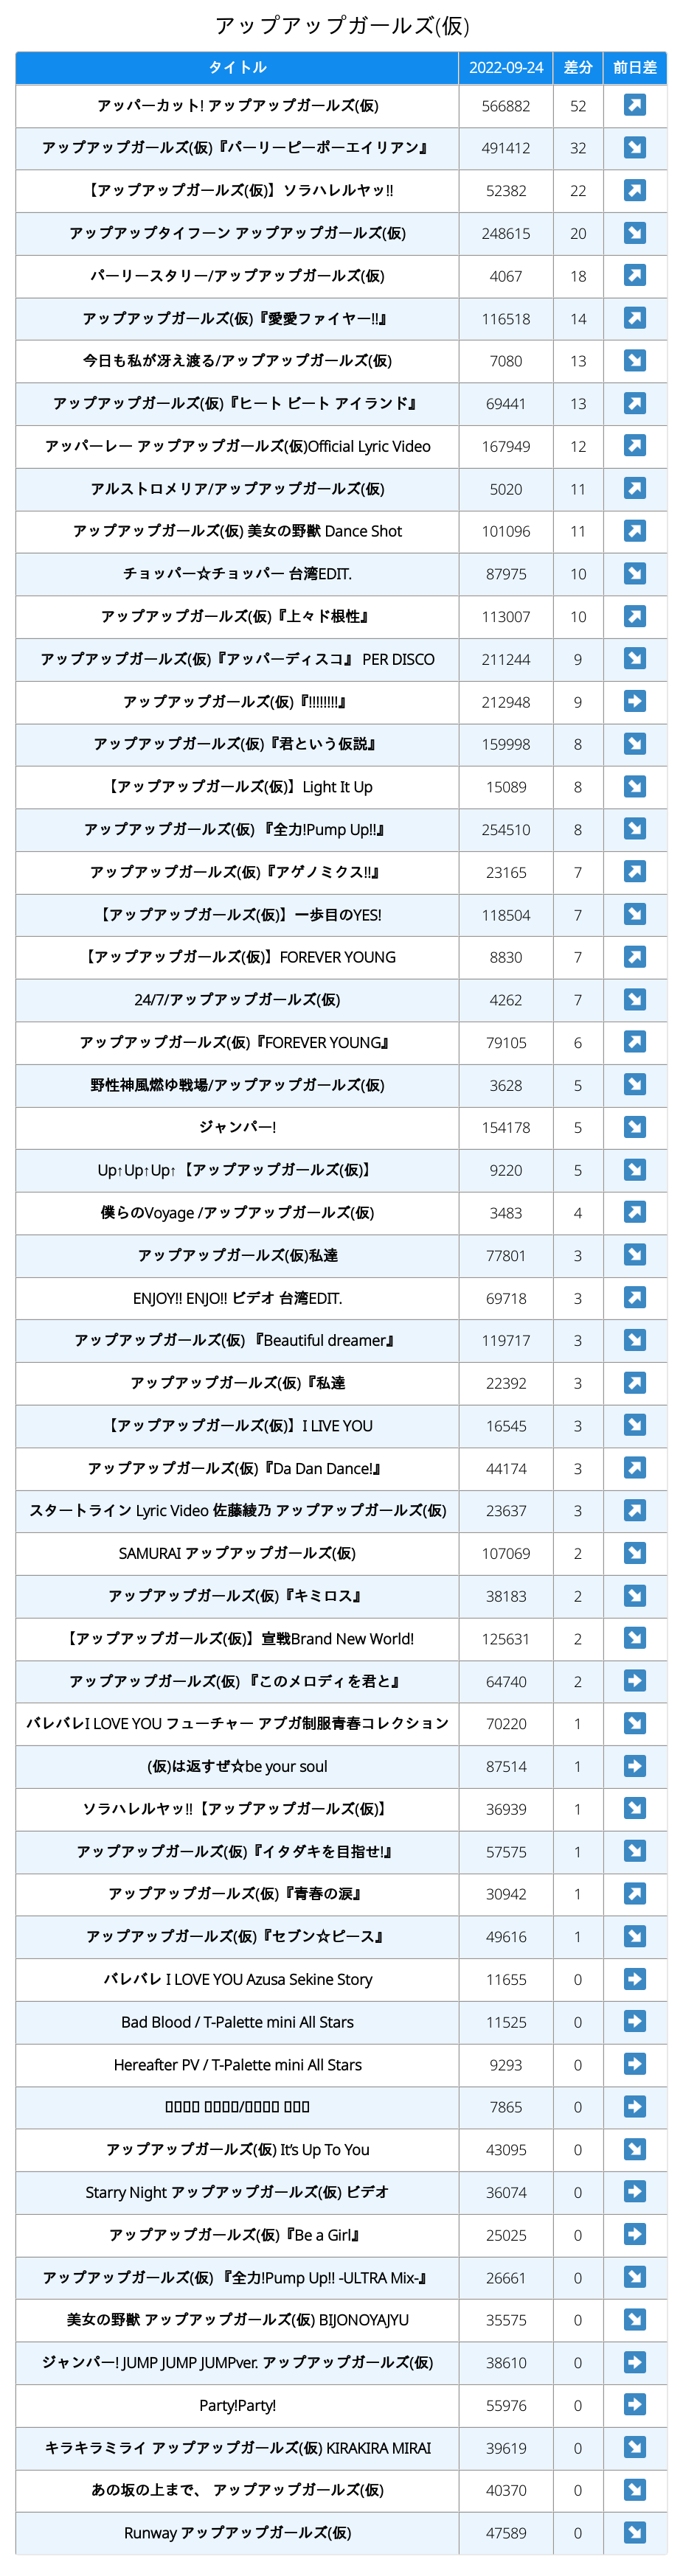 アップアップガールズ(仮)
タイトル 2022-09-24 差分 前日差
アッパーカット! アップアップガールズ(仮) 566882 52
アップアップガールズ(仮)『パーリーピーポーエイリアン』 491412 32
【アップアップガールズ(仮)】ソラハレルヤッ!! 52382 22
アップアップタイフーン アップアップガールズ(仮) 248615 20
パーリースタリー/アップアップガールズ(仮) 4067 18
アップアップガールズ(仮)『愛愛ファイヤー!!』 116518 14
今日も私が冴え渡る/アップアップガールズ(仮) 7080 13
アップアップガールズ(仮)『ヒート ビート アイランド』 69441 13
アッパーレー アップアップガールズ(仮)Official Lyric Video 167949 12
アルストロメリア/アップアップガールズ(仮) 5020 11
アップアップガールズ(仮) 美女の野獣 Dance Shot 101096 11
チョッパー☆チョッパー 台湾EDIT. 87975 10
アップアップガールズ(仮)『上々ド根性』 113007 10
アップアップガールズ(仮)『アッパーディスコ』 PER DISCO 211244 9
アップアップガールズ(仮)『!!!!!!!!』 212948 9
アップアップガールズ(仮)『君という仮説』 159998 8
【アップアップガールズ(仮)】Light It Up 15089 8
アップアップガールズ(仮) 『全力!Pump Up!!』 254510 8
アップアップガールズ(仮)『アゲノミクス!!』 23165 7
【アップアップガールズ(仮)】一歩目のYES! 118504 7
【アップアップガールズ(仮)】FOREVER YOUNG 8830 7
24/7/アップアップガールズ(仮) 4262 7
アップアップガールズ(仮)『FOREVER YOUNG』 79105 6
野性神風燃ゆ戦場/アップアップガールズ(仮) 3628 5
ジャンパー! 154178 5
Up↑Up↑Up↑【アップアップガールズ(仮)】 9220 5
僕らのVoyage /アップアップガールズ(仮) 3483 4
アップアップガールズ(仮)私達 77801 3
ENJOY!! ENJO!! ビデオ 台湾EDIT. 69718 3
アップアップガールズ(仮) 『Beautiful dreamer』 119717 3
アップアップガールズ(仮)『私達 22392 3
【アップアップガールズ(仮)】I LIVE YOU 16545 3
アップアップガールズ(仮)『Da Dan Dance!』 44174 3
スタートライン Lyric Video 佐藤綾乃 アップアップガールズ(仮) 23637 3
SAMURAI アップアップガールズ(仮) 107069 2
アップアップガールズ(仮)『キミロス』 38183 2
【アップアップガールズ(仮)】宣戦Brand New World! 125631 2
アップアップガールズ(仮) 『このメロディを君と』 64740 2
バレバレI LOVE YOU フューチャー アプガ制服青春コレクション 70220 1
(仮)は返すぜ☆be your soul 87514 1
ソラハレルヤッ!!【アップアップガールズ(仮)】 36939 1
アップアップガールズ(仮)『イタダキを目指せ!』 57575 1
アップアップガールズ(仮)『青春の涙』 30942 1
アップアップガールズ(仮)『セブン☆ピース』 49616 1
バレバレ I LOVE YOU Azusa Sekine Story 11655 0
Bad Blood / T-Palette mini All Stars 11525 0
Hereafter PV / T-Palette mini All Stars 9293 0
/ 7865 0
アップアップガールズ(仮) It's Up To You 43095 0
Starry Night アップアップガールズ(仮) ビデオ 36074 0
アップアップガールズ(仮)『Be a Girl』 25025 0
アップアップガールズ(仮) 『全力!Pump Up!! -ULTRA Mix-』 26661 0
美女の野獣 アップアップガールズ(仮) BIJONOYAJYU 35575 0
ジャンパー! JUMP JUMP JUMPver. アップアップガールズ(仮) 38610 0
Party!Party! 55976 0
キラキラミライ アップアップガールズ(仮) KIRAKIRA MIRAI 39619 0
あの坂の上まで、 アップアップガールズ(仮) 40370 0
Runway アップアップガールズ(仮) 47589 0